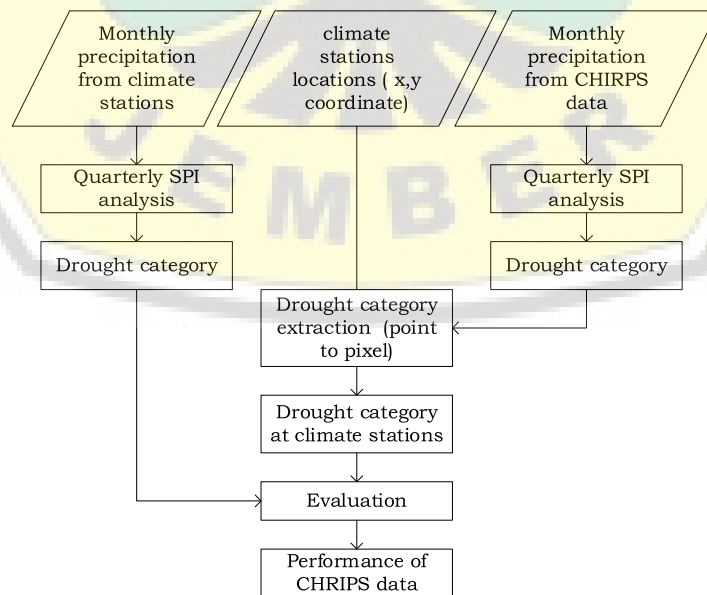 Monthly
precipitation
from climate
stations
climate
stations
locations ( x,y
coordinate)
Monthly
precipitation
from CHIRPS
data
Quarterly SPI
analysis
Quarterly SPI
analysis
Drought category
Drought category
Drought category
extraction (point
to pixel)
Drought category
at climate stations
Evaluation
Performance of
CHRIPS data
JEMBER